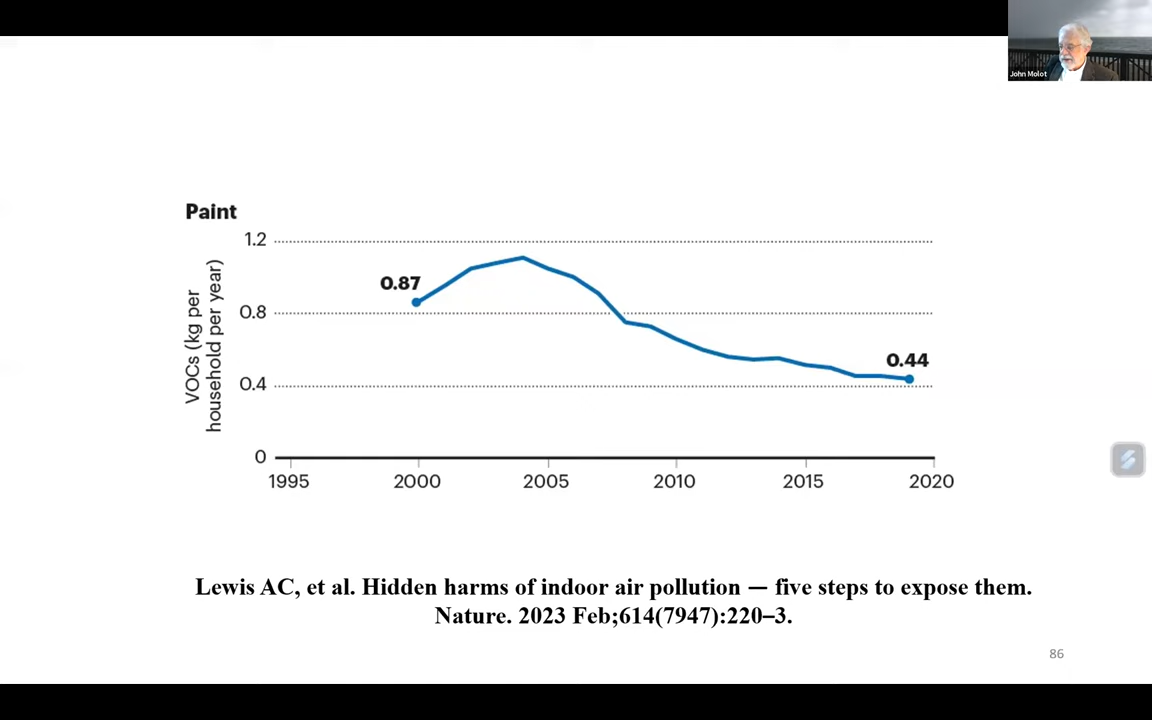 John Molot
Paint
VOCs (kg per
household per year)
1.2
0.8
0.4
0
0.87
0.44
1995 2000 2005 2010 2015 2020
Lewis AC, et al. Hidden harms of indoor air pollution — five steps to expose them.
Nature. 2023 Feb;614(7947):220–3.
86